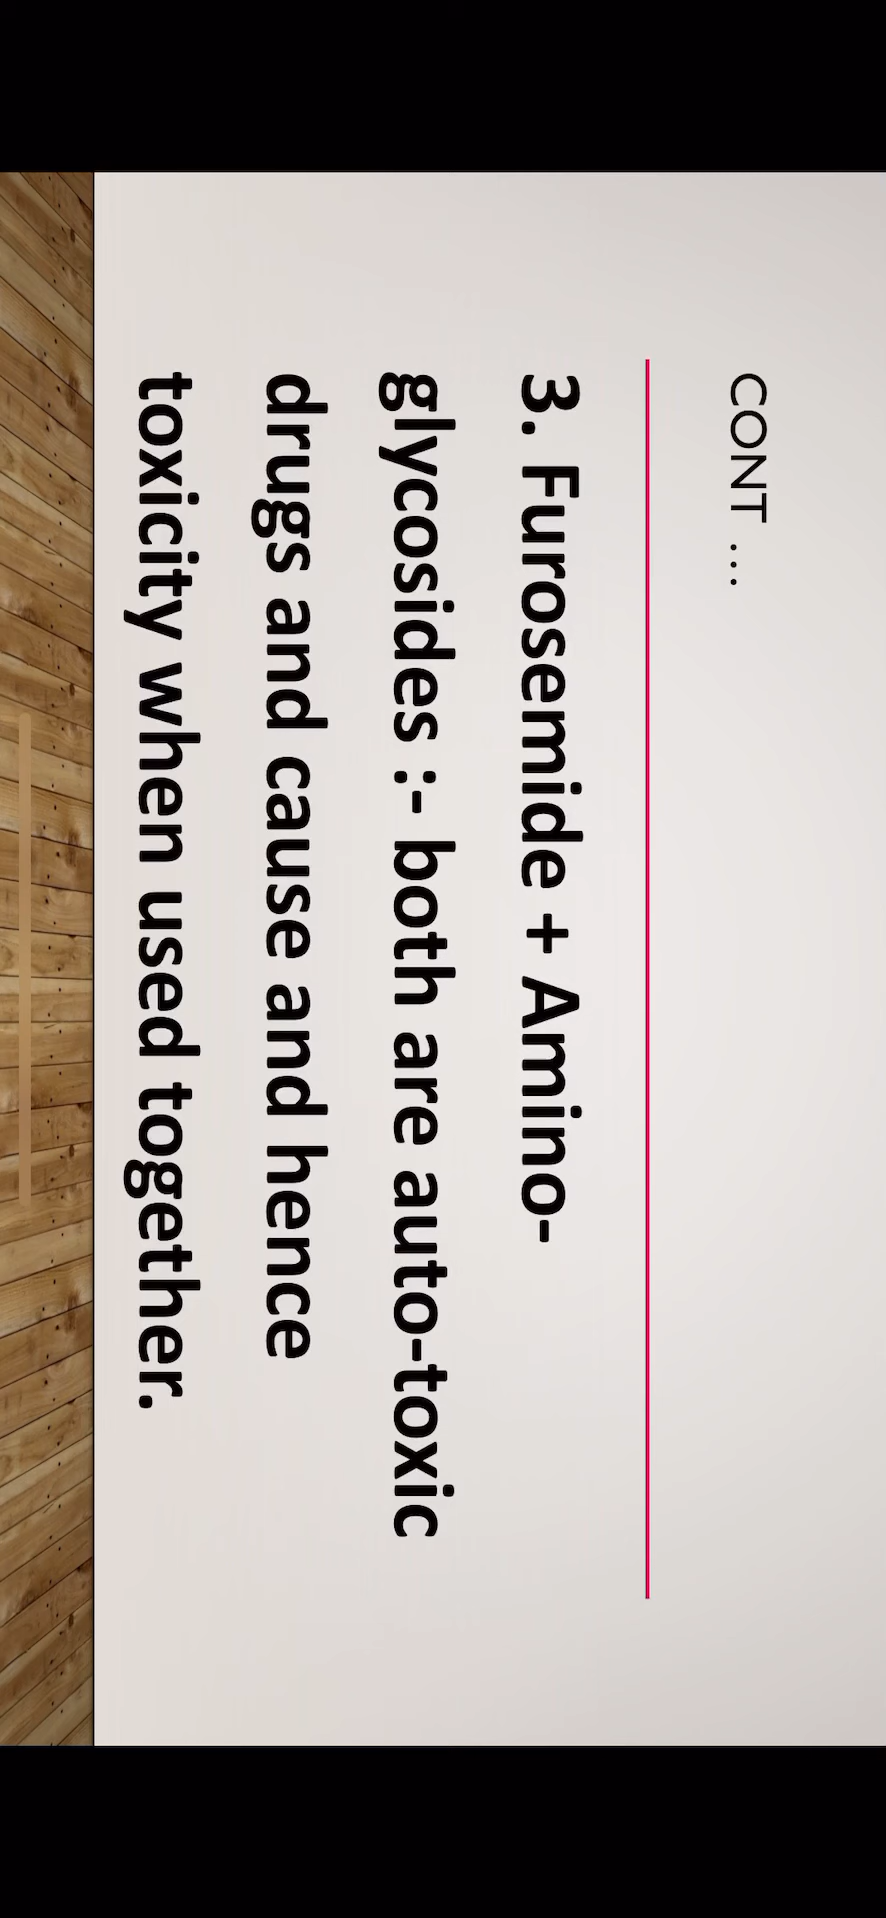 CONT ...
3. Furosemide + Amino-
glycosides :- both are auto-toxic
drugs and cause and hence
toxicity when used together.